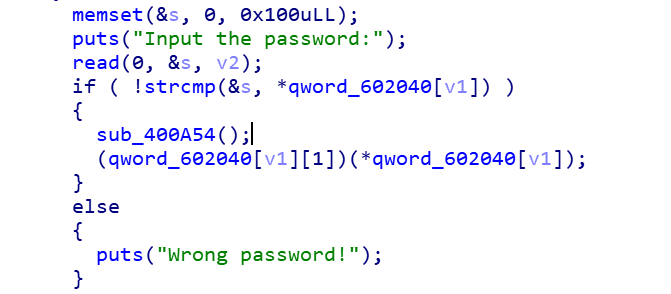 memset(&s, 0, 0x100uLL);
puts("Input the password:");
read(0, &s, v2);
if ( !strcmp(&s, *qword_602040[v1]) )
{
sub_400A54();
(qword_602040[v1][1])(*qword_602040[v1]);
}
else
{
puts("Wrong password!");
}